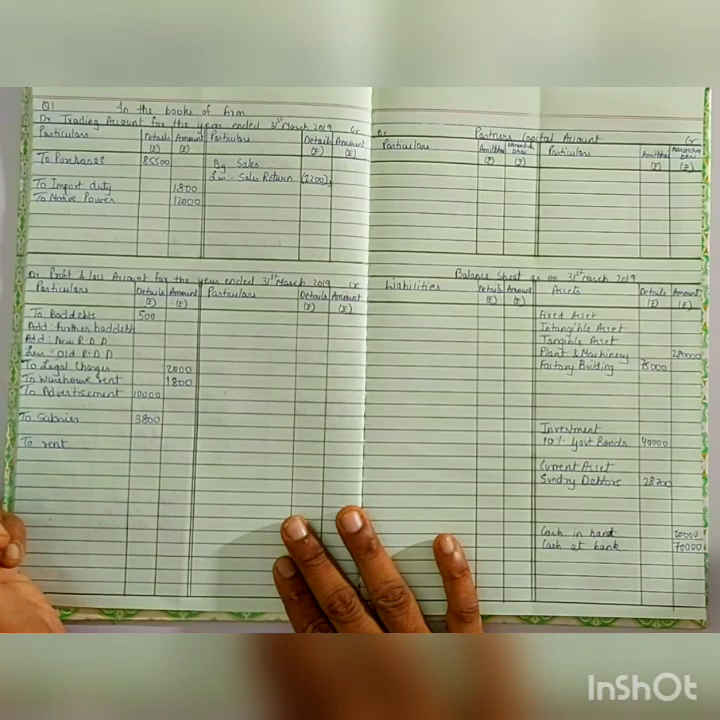 Q1 In the books of firm
Dr. Trading Account for the year ended 31st March 2019 Cr
Particulars Details (₹) Amount (₹) Particulars Details (₹) Amount (₹)
To Purchases 85500 By Sales
Less - Sales Return (2200)
To Import duty 1800
To Motive Power 12000
Dr. Profit & loss Account for the year ended 31st March 2019 Cr
Particulars Details (₹) Amount (₹) Particulars Details (₹) Amount (₹)
To Bad debts 500
Add: Further bad debts
Add: New R.D.D
Less: Old R.D.D
To Legal Charges 2000
To Warehouse rent 1800
To Advertisement 10000
To Salaries 3800
To rent
Dr. Partners Capital Account Cr
Particulars (₹) (₹) Particulars (₹) (₹)
Balance Sheet as on 31st March 2019
Liabilities Details (₹) Amount (₹) Assets Details (₹) Amount (₹)
Fixed Asset
Intangible Asset
Tangible Asset
Plant & Machinery 280000
Factory Building 75000
Investment
10% Govt Bonds 40000
Current Asset
Sundry Debtors 28700
Cash in hand 20000
Cash at bank 70000
InShOt